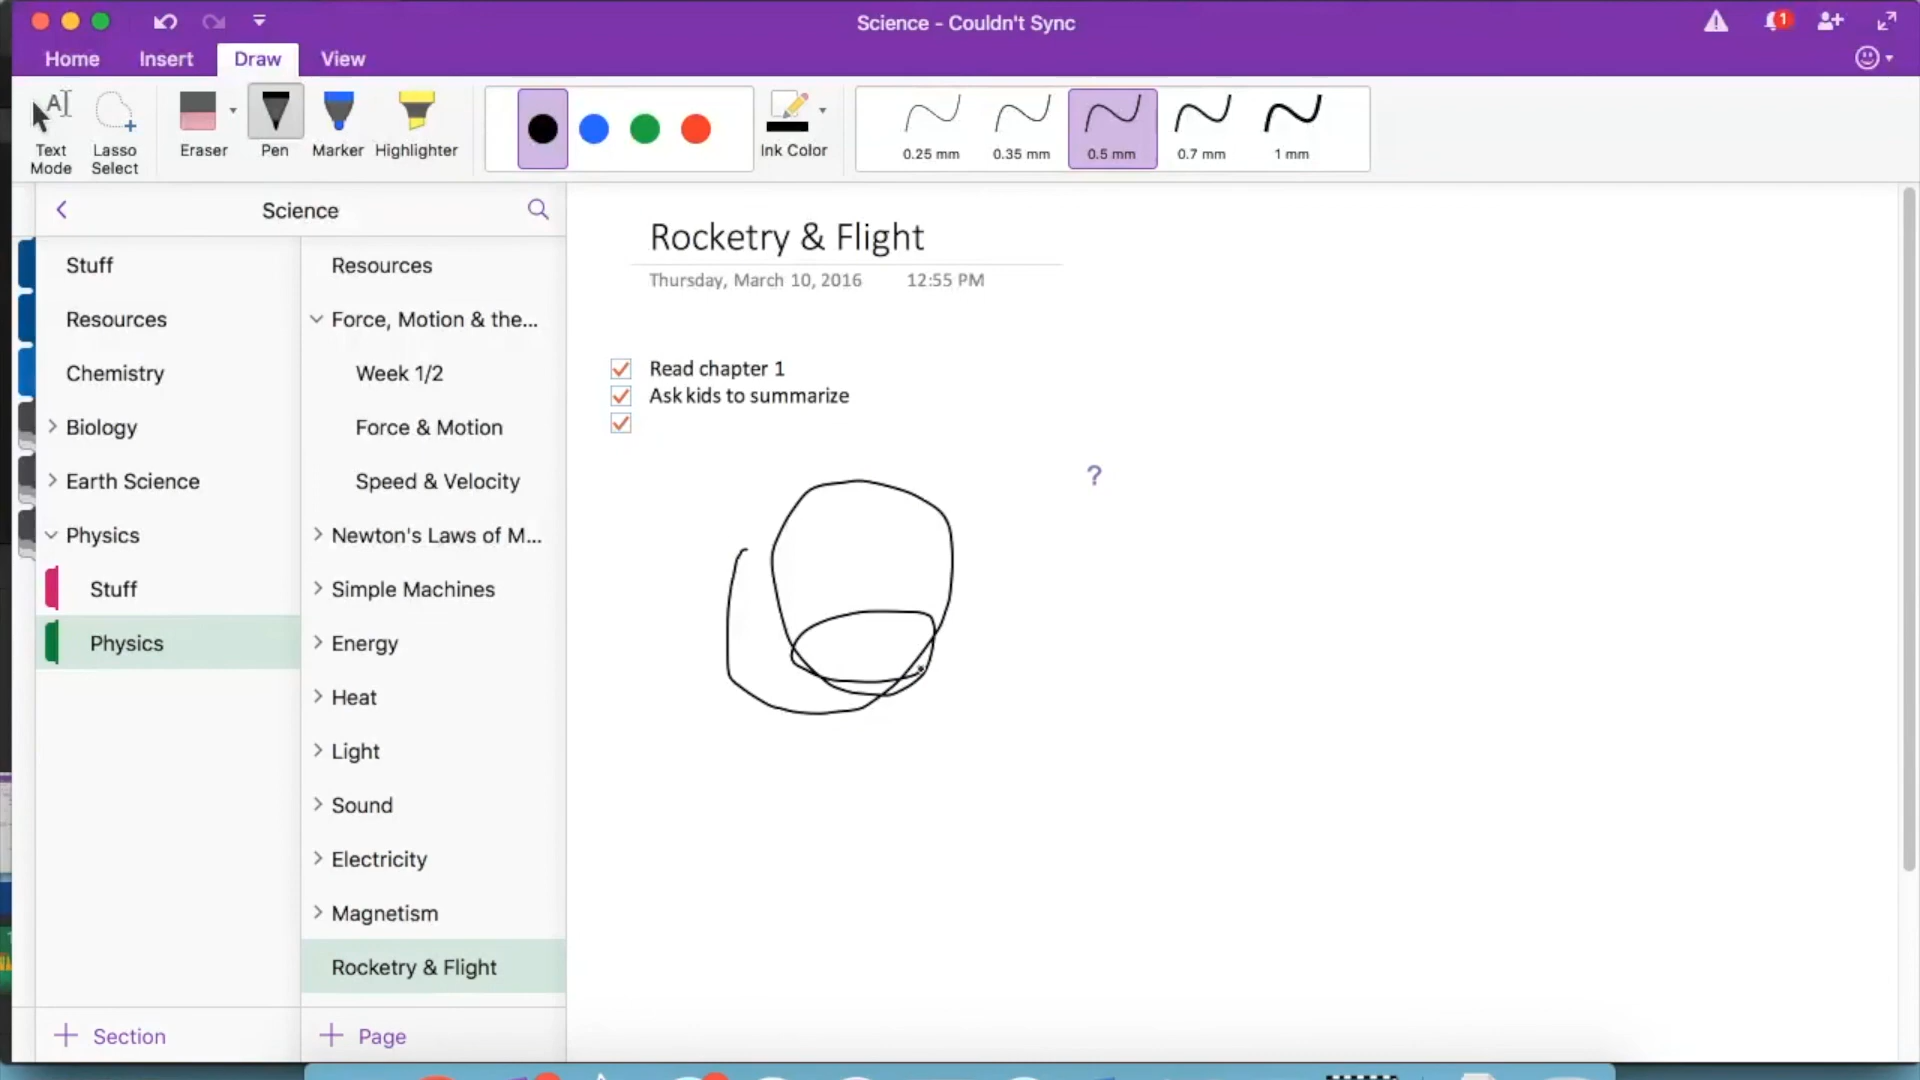 Science - Couldn't Sync
1
Home Insert Draw View
Text Mode
Lasso Select
Eraser
Pen
Marker
Highlighter
Ink Color
0.25 mm
0.35 mm
0.5 mm
0.7 mm
1 mm
Science
Stuff
Resources
Chemistry
Biology
Earth Science
Physics
Stuff
Physics
+ Section
Resources
Force, Motion & the...
Week 1/2
Force & Motion
Speed & Velocity
Newton's Laws of M...
Simple Machines
Energy
Heat
Light
Sound
Electricity
Magnetism
Rocketry & Flight
+ Page
Rocketry & Flight
Thursday, March 10, 2016 12:55 PM
Read chapter 1
Ask kids to summarize
?